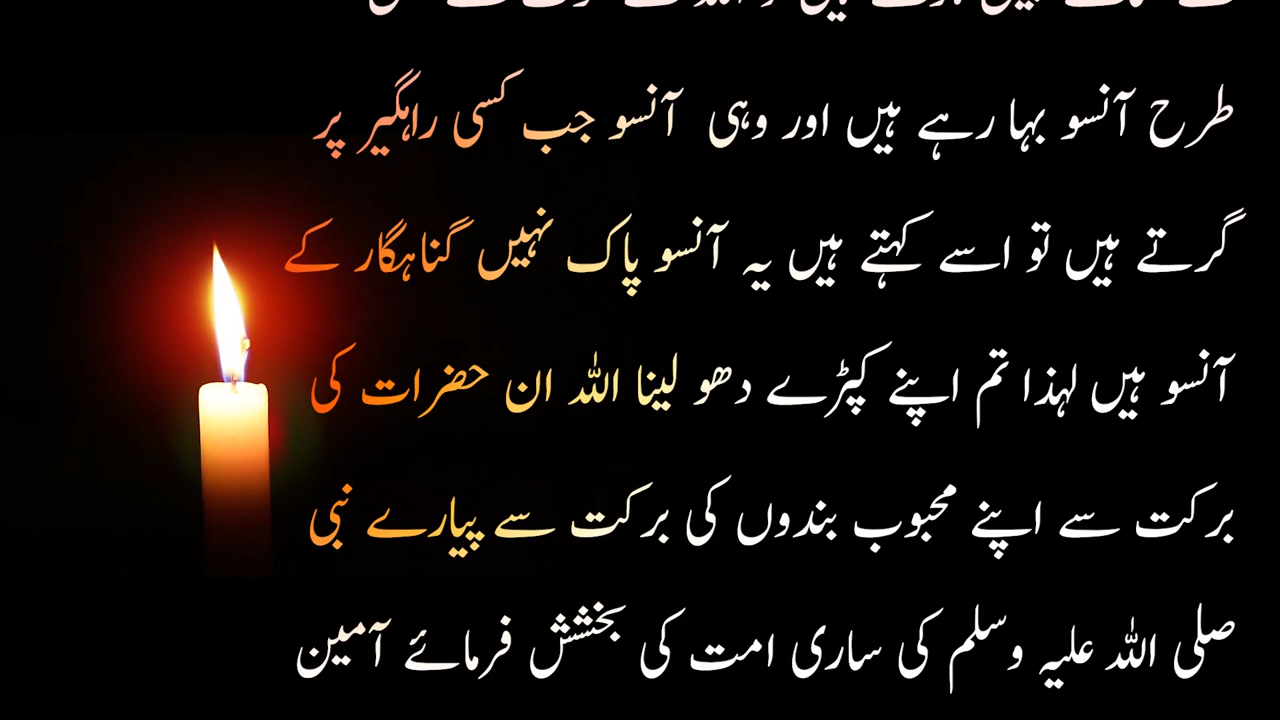 طرح آنسو بہا رہے ہیں اور وہی آنسو جب کسی راہگیر پر
گرتے ہیں تو اسے کہتے ہیں یہ آنسو پاک نہیں گناہگار کے
آنسو ہیں لہذا تم اپنے کپڑے دھو لینا اللہ ان حضرات کی
برکت سے اپنے محبوب بندوں کی برکت سے پیارے نبی
صلی اللہ علیہ وسلم کی ساری امت کی بخشش فرمائے آمین